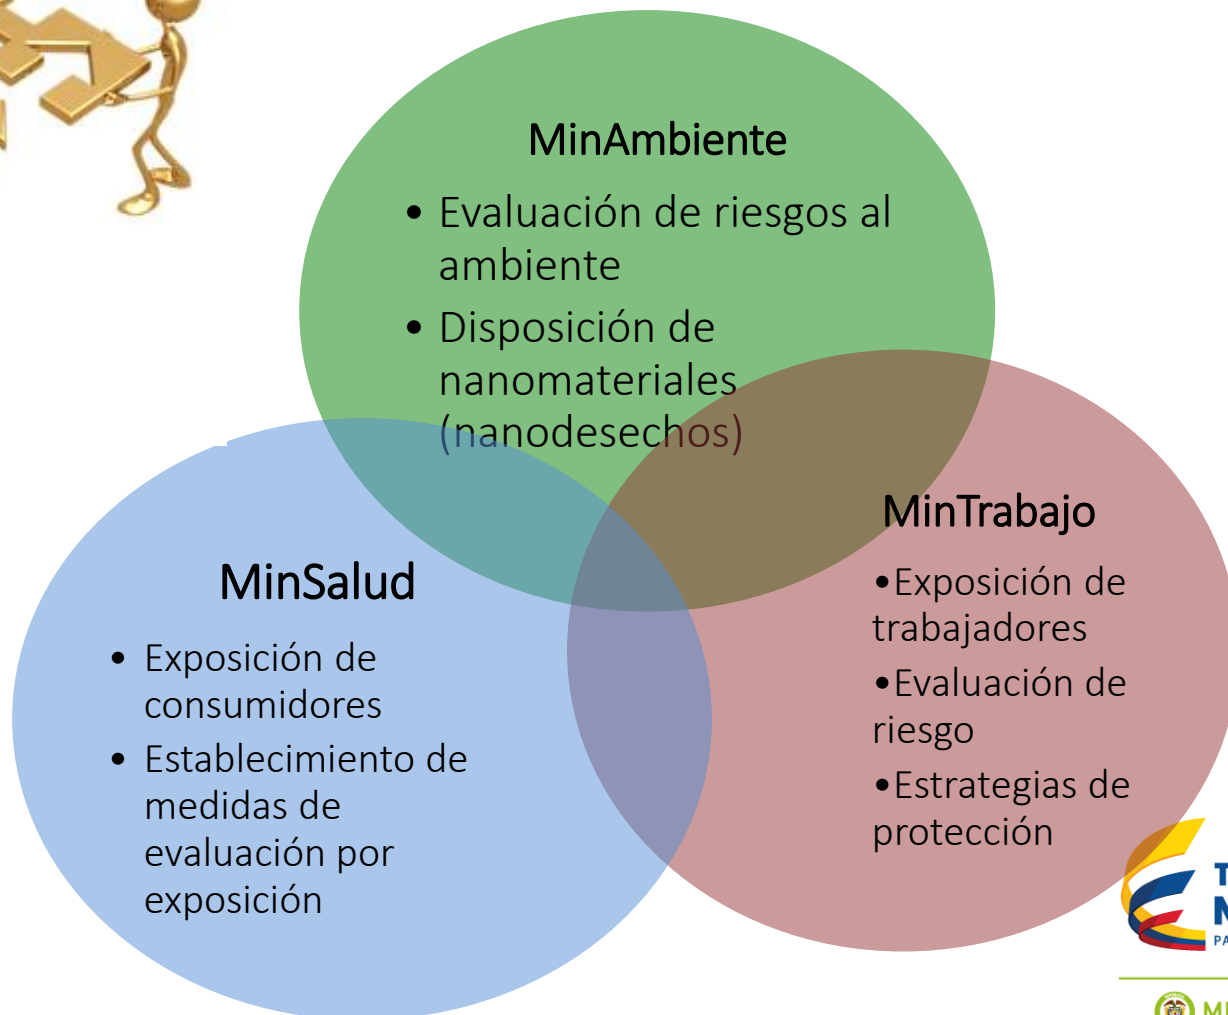 MinAmbiente
• Evaluación de riesgos al
ambiente
• Disposición de
nanomateriales
(nanodesechos)
MinSalud
• Exposición de
consumidores
• Establecimiento de
medidas de
evaluación por
exposición
MinTrabajo
•Exposición de
trabajadores
•Evaluación de
riesgo
•Estrategias de
protección